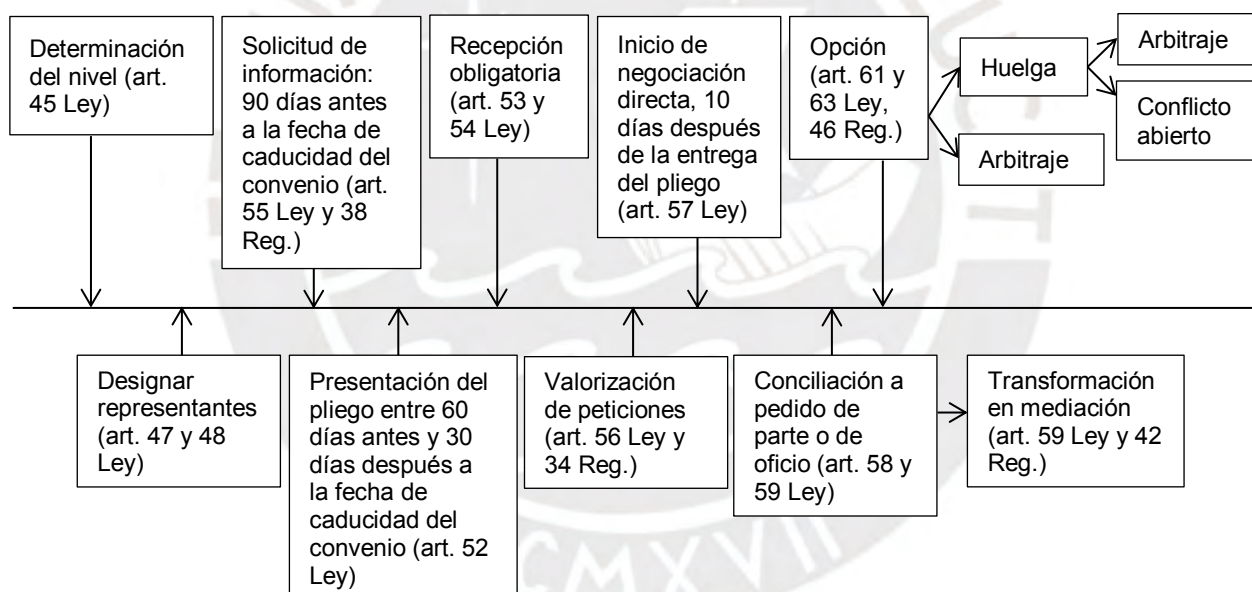 Determinación
del nivel (art.
45 Ley)
Solicitud de
información:
90 días antes
a la fecha de
caducidad del
convenio (art.
55 Ley y 38
Reg.)
Recepción
obligatoria
(art. 53 y
54 Ley)
Inicio de
negociación
directa, 10
días después
de la entrega
del pliego
(art. 57 Ley)
Opción
(art. 61 y
63 Ley,
46 Reg.)
Huelga
Arbitraje
Arbitraje
Conflicto
abierto
Designar
representantes
(art. 47 y 48
Ley)
Presentación del
pliego entre 60
días antes y 30
días después a
la fecha de
caducidad del
convenio (art. 52
Ley)
Valorización
de peticiones
(art. 56 Ley y
34 Reg.)
Conciliación a
pedido de
parte o de
oficio (art. 58 y
59 Ley)
Transformación
en mediación
(art. 59 Ley y 42
Reg.)